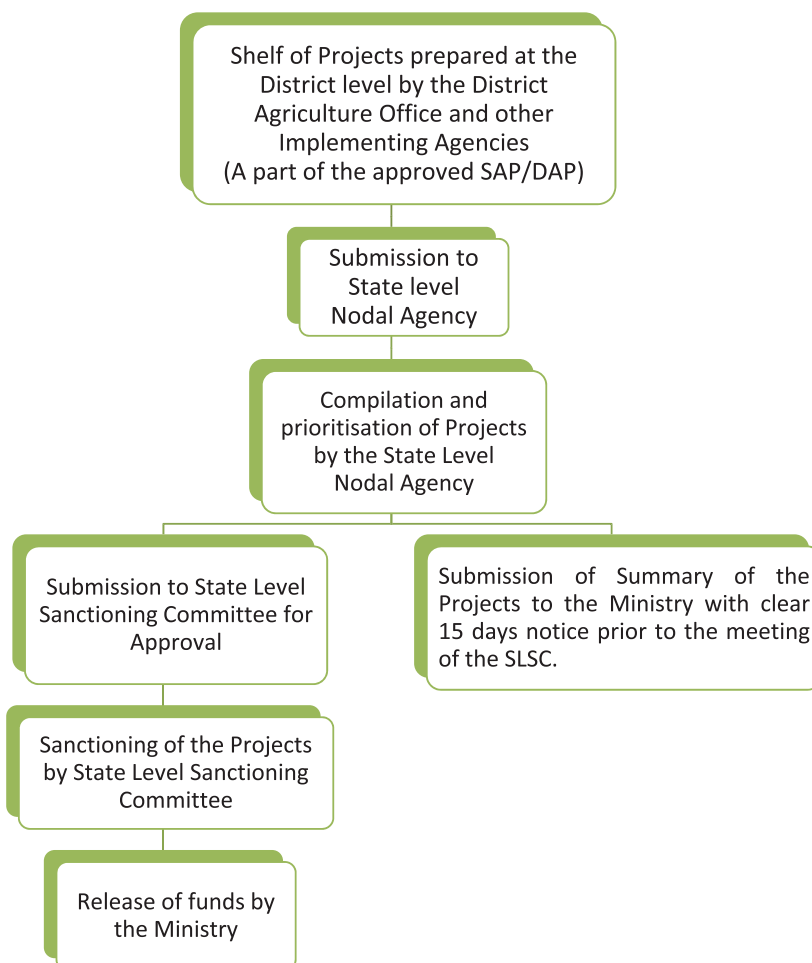 Shelf of Projects prepared at the
District level by the District
Agriculture Office and other
Implementing Agencies
(A part of the approved SAP/DAP)
Submission to
State level
Nodal Agency
Compilation and
prioritisation of Projects
by the State Level
Nodal Agency
Submission to State Level
Sanctioning Committee for
Approval
Submission of Summary of the
Projects to the Ministry with clear
15 days notice prior to the meeting
of the SLSC.
Sanctioning of the Projects
by State Level Sanctioning
Committee
Release of funds by
the Ministry